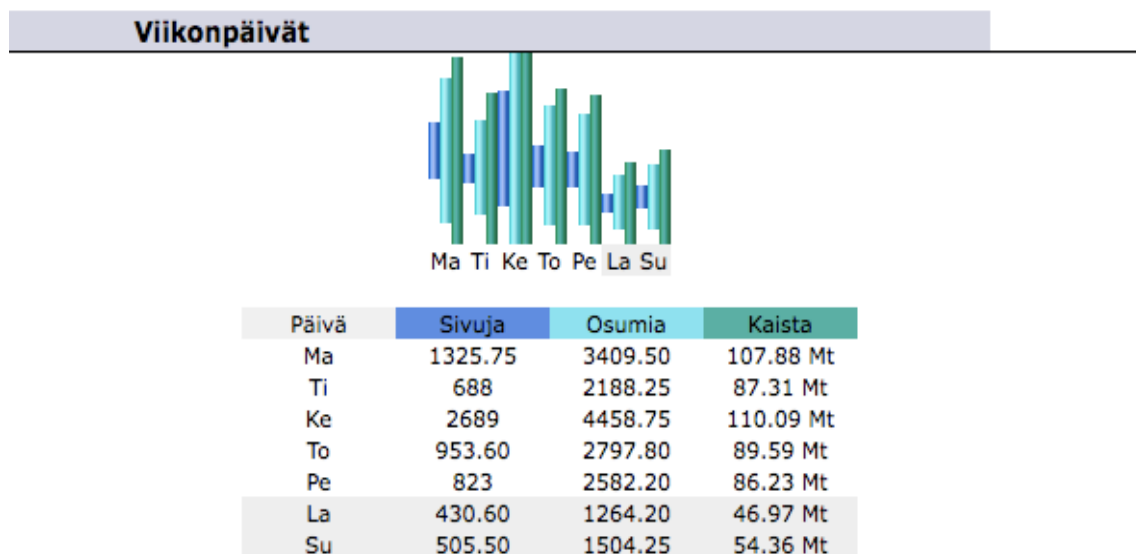 Viikonpäivät
Ma Ti Ke To Pe La Su
Päivä Sivuja Osumia Kaista
Ma 1325.75 3409.50 107.88 Mt
Ti 688 2188.25 87.31 Mt
Ke 2689 4458.75 110.09 Mt
To 953.60 2797.80 89.59 Mt
Pe 823 2582.20 86.23 Mt
La 430.60 1264.20 46.97 Mt
Su 505.50 1504.25 54.36 Mt